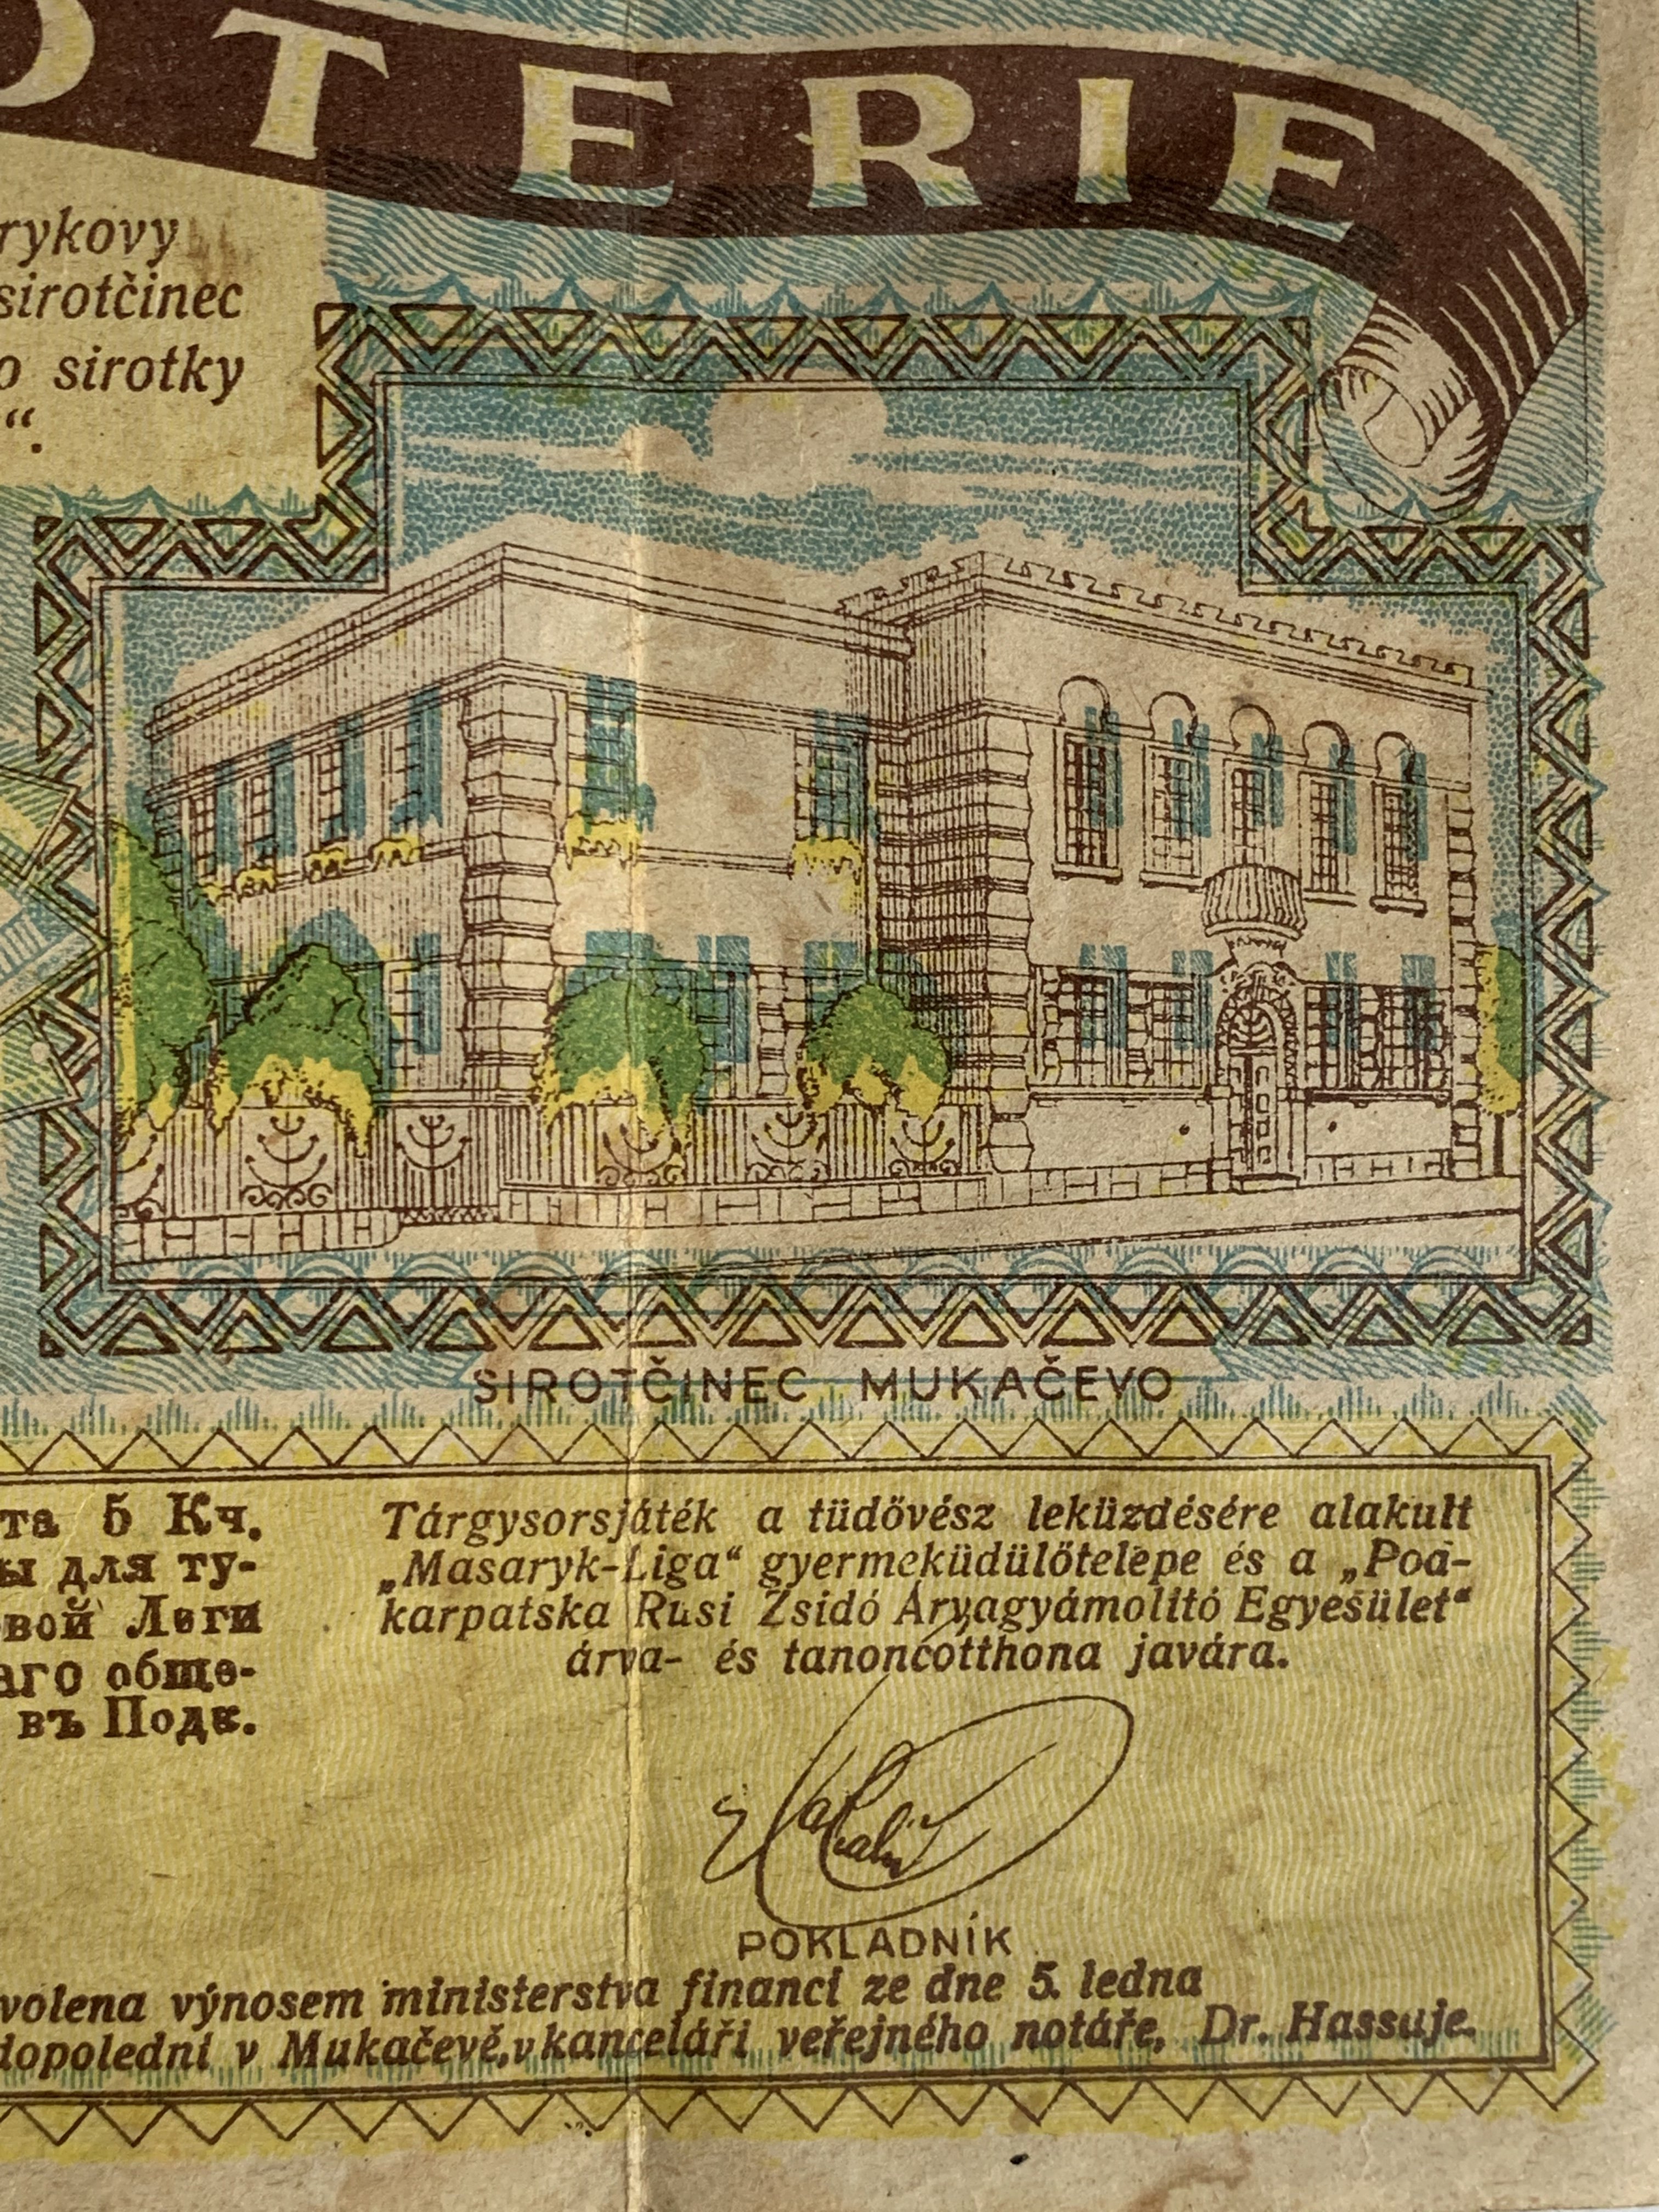 OTERIE
rykovy
sirotčinec
o sirotky
“.
SIROTČINEC MUKAČEVO
та 5 Кч.
ы для ту-
вой Леги
аго обще-
въ Подк.
Tárgysorsjáték a tüdővész leküzdésére alakult
„Masaryk-Liga“ gyermeküdülőtelepe és a „Pod-
karpatska Rusi Zsidó Árvagyámolító Egyesület“
árva- és tanoncotthona javára.
POKLADNÍK
volena výnosem ministerstva financí ze dne 5. ledna
dopolední v Mukačevě, v kanceláři veřejného notáře, Dr. Hassuje.